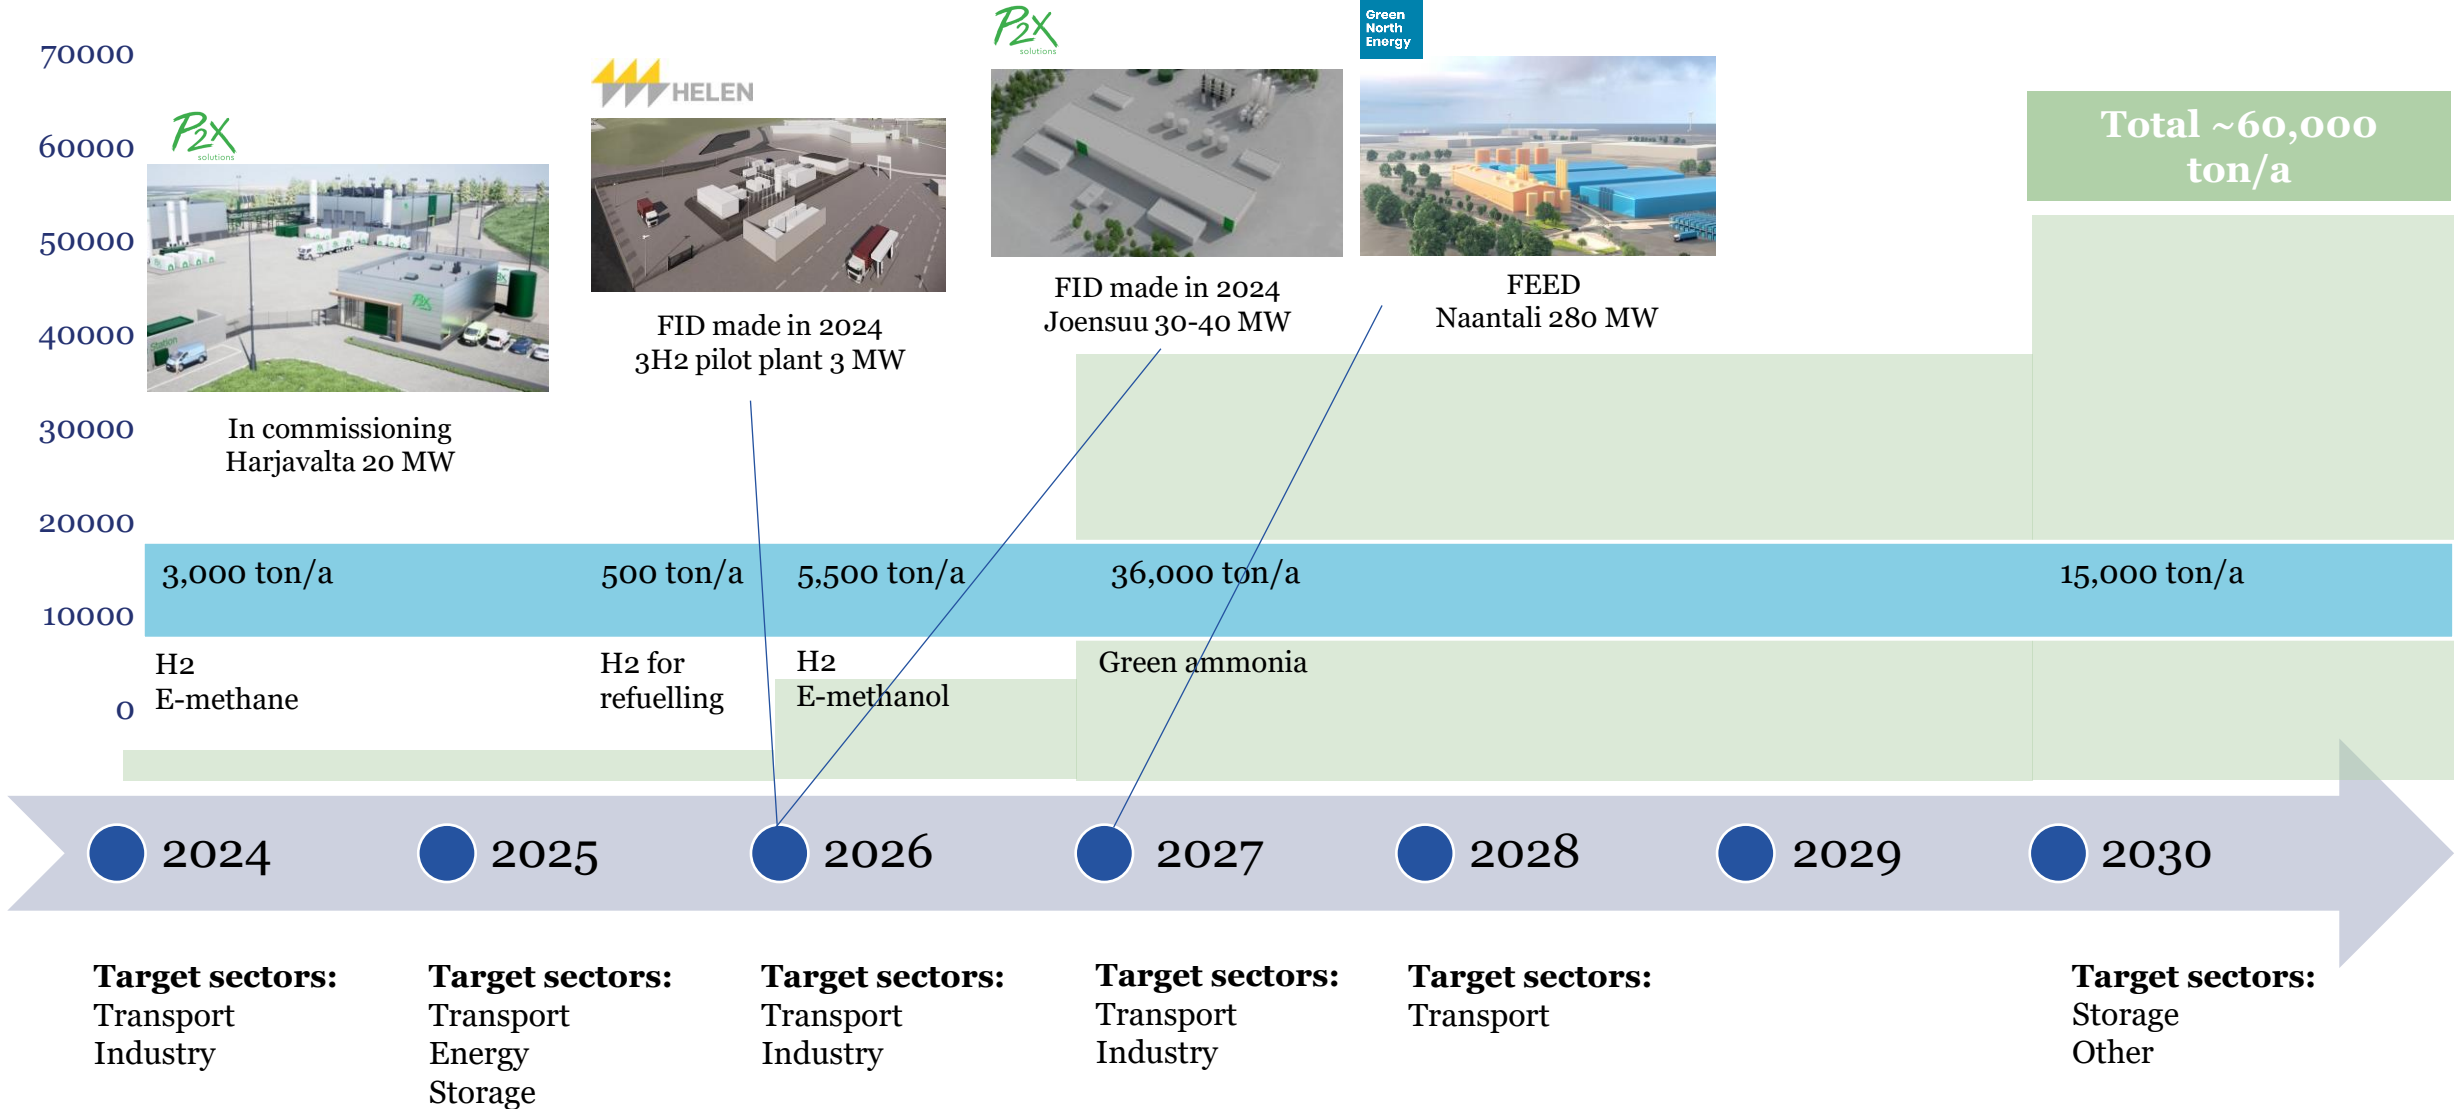 70000
60000
50000
40000
30000
20000
10000
0
P2X
solutions
In commissioning
Harjavalta 20 MW
HELEN
FID made in 2024
3H2 pilot plant 3 MW
P2X
solutions
FID made in 2024
Joensuu 30-40 MW
Green
North
Energy
FEED
Naantali 280 MW
Total ~60,000
ton/a
P2X
Station
3,000 ton/a
500 ton/a
5,500 ton/a
36,000 ton/a
15,000 ton/a
H2
E-methane
H2 for
refuelling
H2
E-methanol
Green ammonia
2024
2025
2026
2027
2028
2029
2030
Target sectors:
Transport
Industry
Target sectors:
Transport
Energy
Storage
Target sectors:
Transport
Industry
Target sectors:
Transport
Industry
Target sectors:
Transport
Target sectors:
Storage
Other